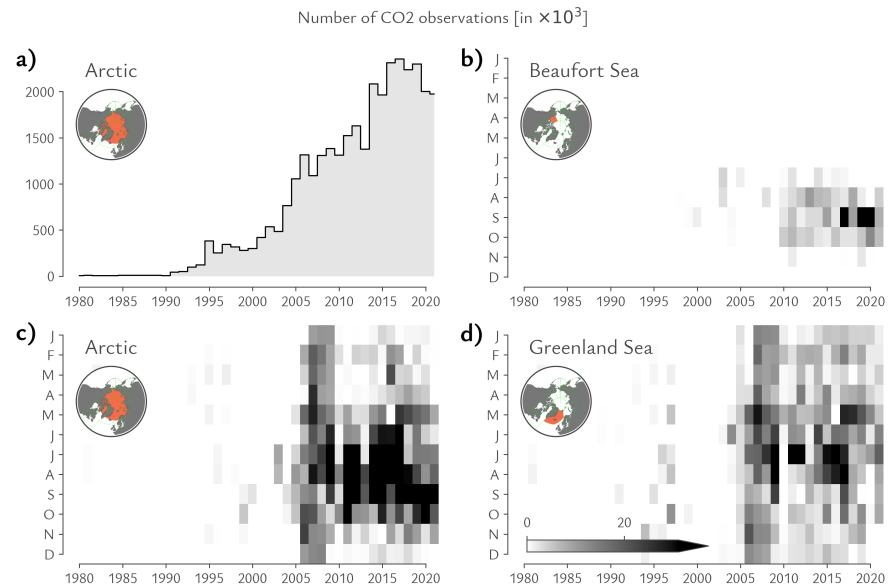 Number of CO2 observations [in ×10³]
a)
Arctic
2000
1500
1000
500
0
1980 1985 1990 1995 2000 2005 2010 2015 2020
b)
Beaufort Sea
J
F
M
A
M
J
J
A
S
O
N
D
1980 1985 1990 1995 2000 2005 2010 2015 2020
c)
Arctic
J
F
M
A
M
J
J
A
S
O
N
D
1980 1985 1990 1995 2000 2005 2010 2015 2020
d)
Greenland Sea
J
F
M
A
M
J
J
A
S
O
N
D
0 20
1980 1985 1990 1995 2000 2005 2010 2015 2020